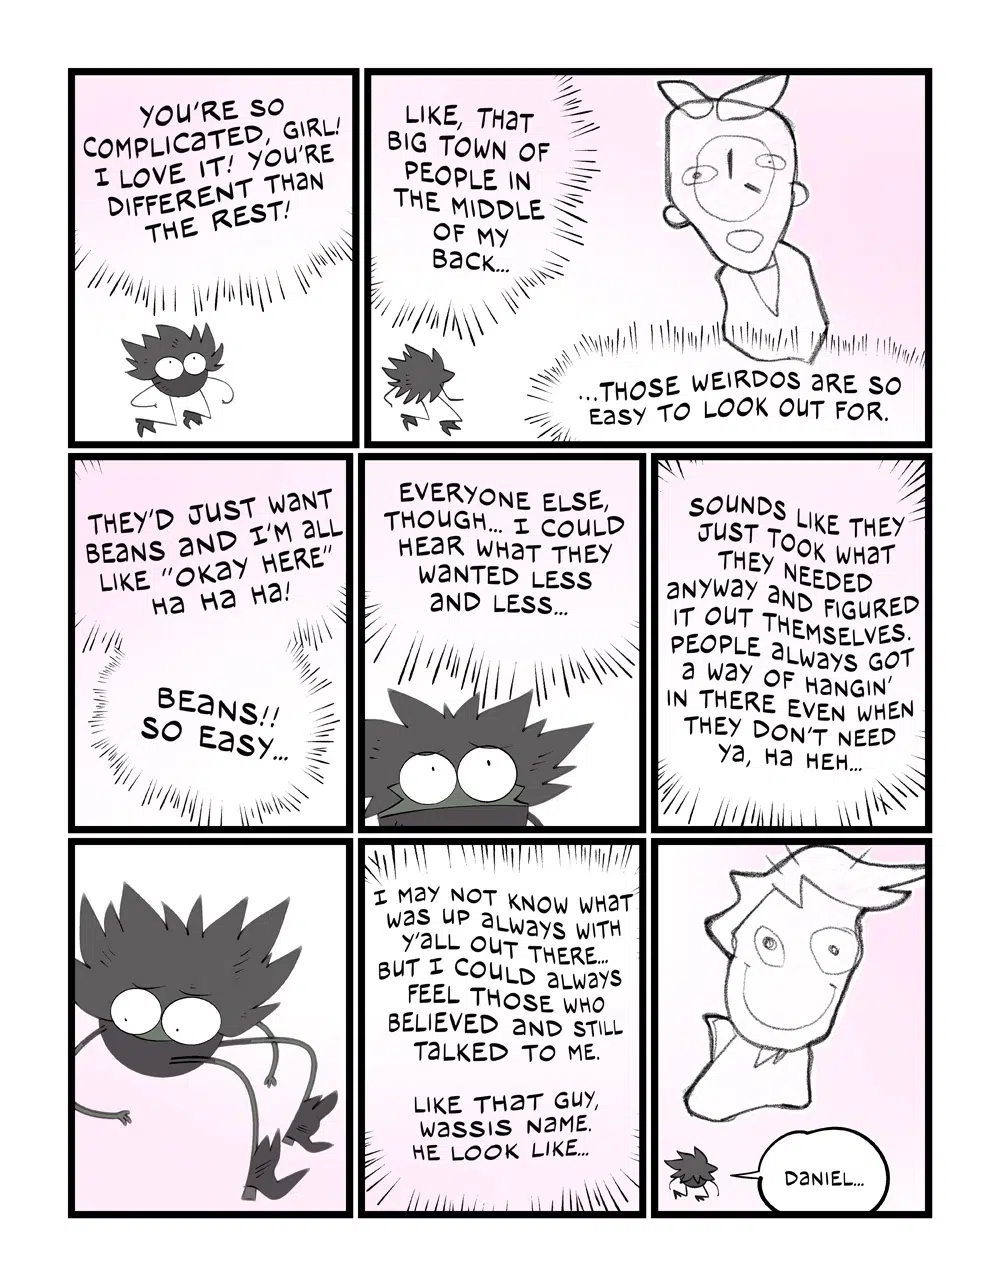 YOU'RE SO
COMPLICATED, GIRL!
I LOVE IT! YOU'RE
DIFFERENT THAN
THE REST!
LIKE, THAT
BIG TOWN OF
PEOPLE IN
THE MIDDLE
OF MY
BACK...
...THOSE WEIRDOS ARE SO
EASY TO LOOK OUT FOR.
THEY'D JUST WANT
BEANS AND I'M ALL
LIKE "OKAY HERE"
HA HA HA!
BEANS!!
SO EASY...
EVERYONE ELSE,
THOUGH... I COULD
HEAR WHAT THEY
WANTED LESS
AND LESS...
SOUNDS LIKE THEY
JUST TOOK WHAT
THEY NEEDED
ANYWAY AND FIGURED
IT OUT THEMSELVES.
PEOPLE ALWAYS GOT
A WAY OF HANGIN'
IN THERE EVEN WHEN
THEY DON'T NEED
YA, HA HEH...
I MAY NOT KNOW WHAT
WAS UP ALWAYS WITH
Y'ALL OUT THERE...
BUT I COULD ALWAYS
FEEL THOSE WHO
BELIEVED AND STILL
TALKED TO ME.
LIKE THAT GUY,
WASSIS NAME.
HE LOOK LIKE...
DANIEL...